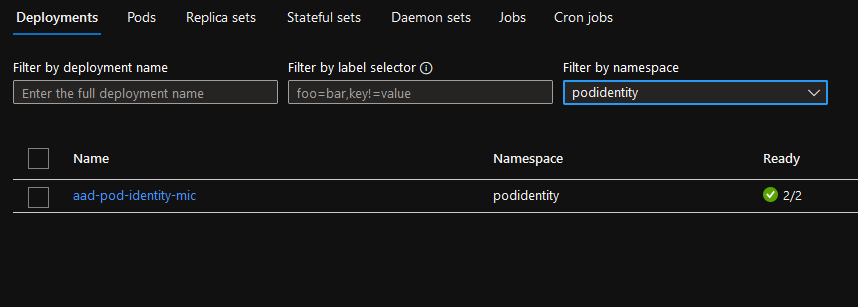 Deployments Pods Replica sets Stateful sets Daemon sets Jobs Cron jobs
Filter by deployment name Filter by label selector Filter by namespace
Enter the full deployment name foo=bar,key!=value podidentity
Name Namespace Ready
aad-pod-identity-mic podidentity 2/2